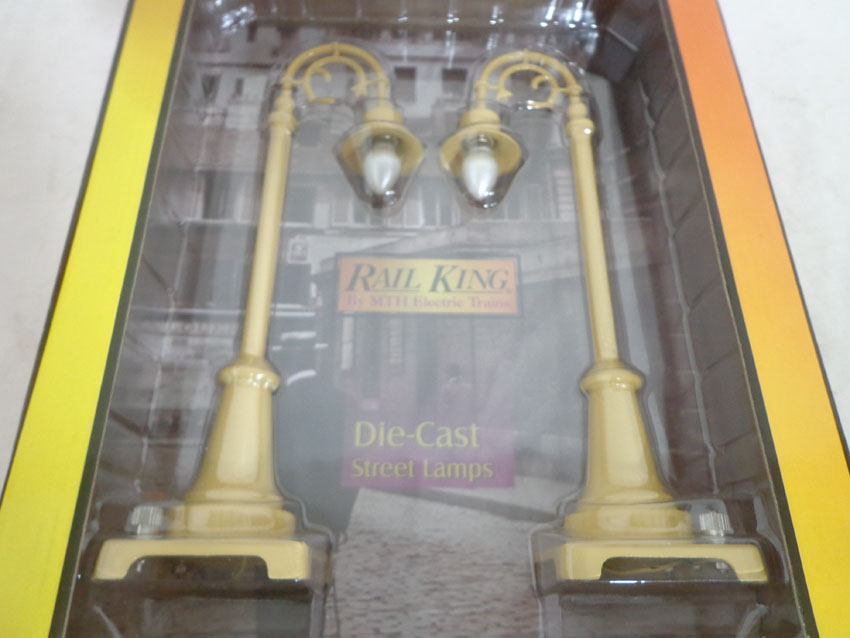 RAIL KING
By MTH Electric Trains
Die-Cast
Street Lamps